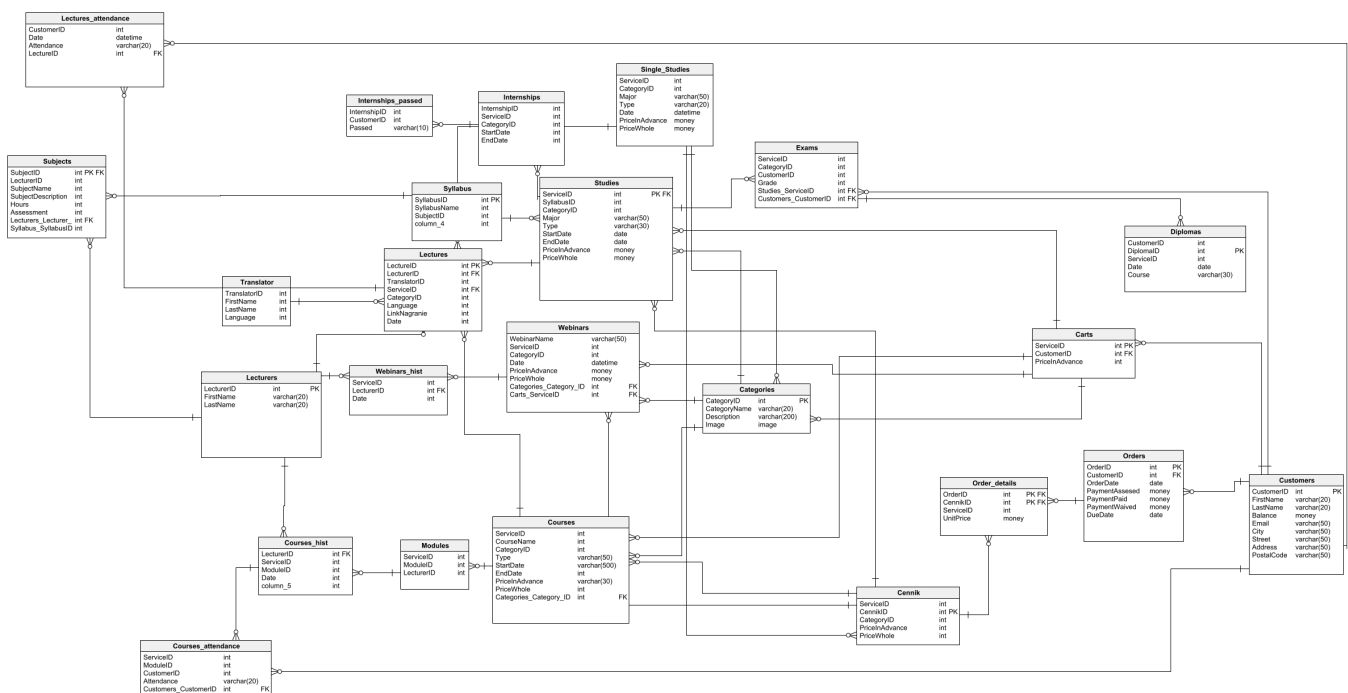 Lectures_attendance
CustomerID int
Date datetime
Attendance varchar(20)
LectureID int FK
Single_Studies
ServiceID int
CategoryID int
Major varchar(50)
Type varchar(20)
Date datetime
PriceInAdvance money
PriceWhole money
Internships_passed
InternshipID int
CustomerID int
Passed varchar(10)
Internships
InternshipID int
ServiceID int
CategoryID int
StartDate int
EndDate int
Exams
ServiceID int
CategoryID int
CustomerID int
Grade int
Studies_ServiceID int FK
Customers_CustomerID int FK
Subjects
SubjectID int PK FK
LecturerID int
SubjectName int
SubjectDescription int
Hours int
Assessment int
Lecturers_Lecturer_ int FK
Syllabus_SyllabusID int
Syllabus
SyllabusID int PK
SyllabusName int
SubjectID int
column_4 int
Studies
ServiceID int PK FK
SyllabusID int
CategoryID int
Major varchar(50)
Type varchar(30)
StartDate date
EndDate date
PriceInAdvance money
PriceWhole money
Diplomas
CustomerID int
DiplomaID int PK
ServiceID int
Date date
Course varchar(30)
Lectures
LectureID int PK
LecturerID int FK
TranslatorID int
ServiceID int FK
CategoryID int
Language int
LinkNagranie int
Date int
Translator
TranslatorID int
FirstName int
LastName int
Language int
Webinars
WebinarName varchar(50)
ServiceID int
CategoryID int
Date datetime
PriceInAdvance money
PriceWhole money
Categories_Category_ID int FK
Carts_ServiceID int FK
Carts
ServiceID int PK
CustomerID int FK
PriceInAdvance int
Lecturers
LecturerID int PK
FirstName varchar(20)
LastName varchar(20)
Webinars_hist
ServiceID int
LecturerID int FK
Date int
Categories
CategoryID int PK
CategoryName varchar(20)
Description varchar(200)
Image image
Orders
OrderID int PK
CustomerID int FK
OrderDate date
PaymentAssesed money
PaymentPaid money
PaymentWaived money
DueDate date
Order_details
OrderID int PK FK
CennikID int PK FK
ServiceID int
UnitPrice money
Customers
CustomerID int PK
FirstName varchar(20)
LastName varchar(20)
Balance money
Email varchar(50)
City varchar(50)
Street varchar(50)
Address varchar(50)
PostalCode varchar(50)
Courses
ServiceID int
CourseName int
CategoryID int
Type varchar(50)
StartDate varchar(500)
EndDate int
PriceInAdvance varchar(30)
PriceWhole int
Categories_Category_ID int FK
Courses_hist
LecturerID int FK
ServiceID int
ModuleID int
Date int
column_5 int
Modules
ServiceID int
ModuleID int
LecturerID int
Cennik
ServiceID int
CennikID int PK
CategoryID int
PriceInAdvance int
PriceWhole int
Courses_attendance
ServiceID int
ModuleID int
CustomerID int
Attendance varchar(20)
Customers_CustomerID int FK